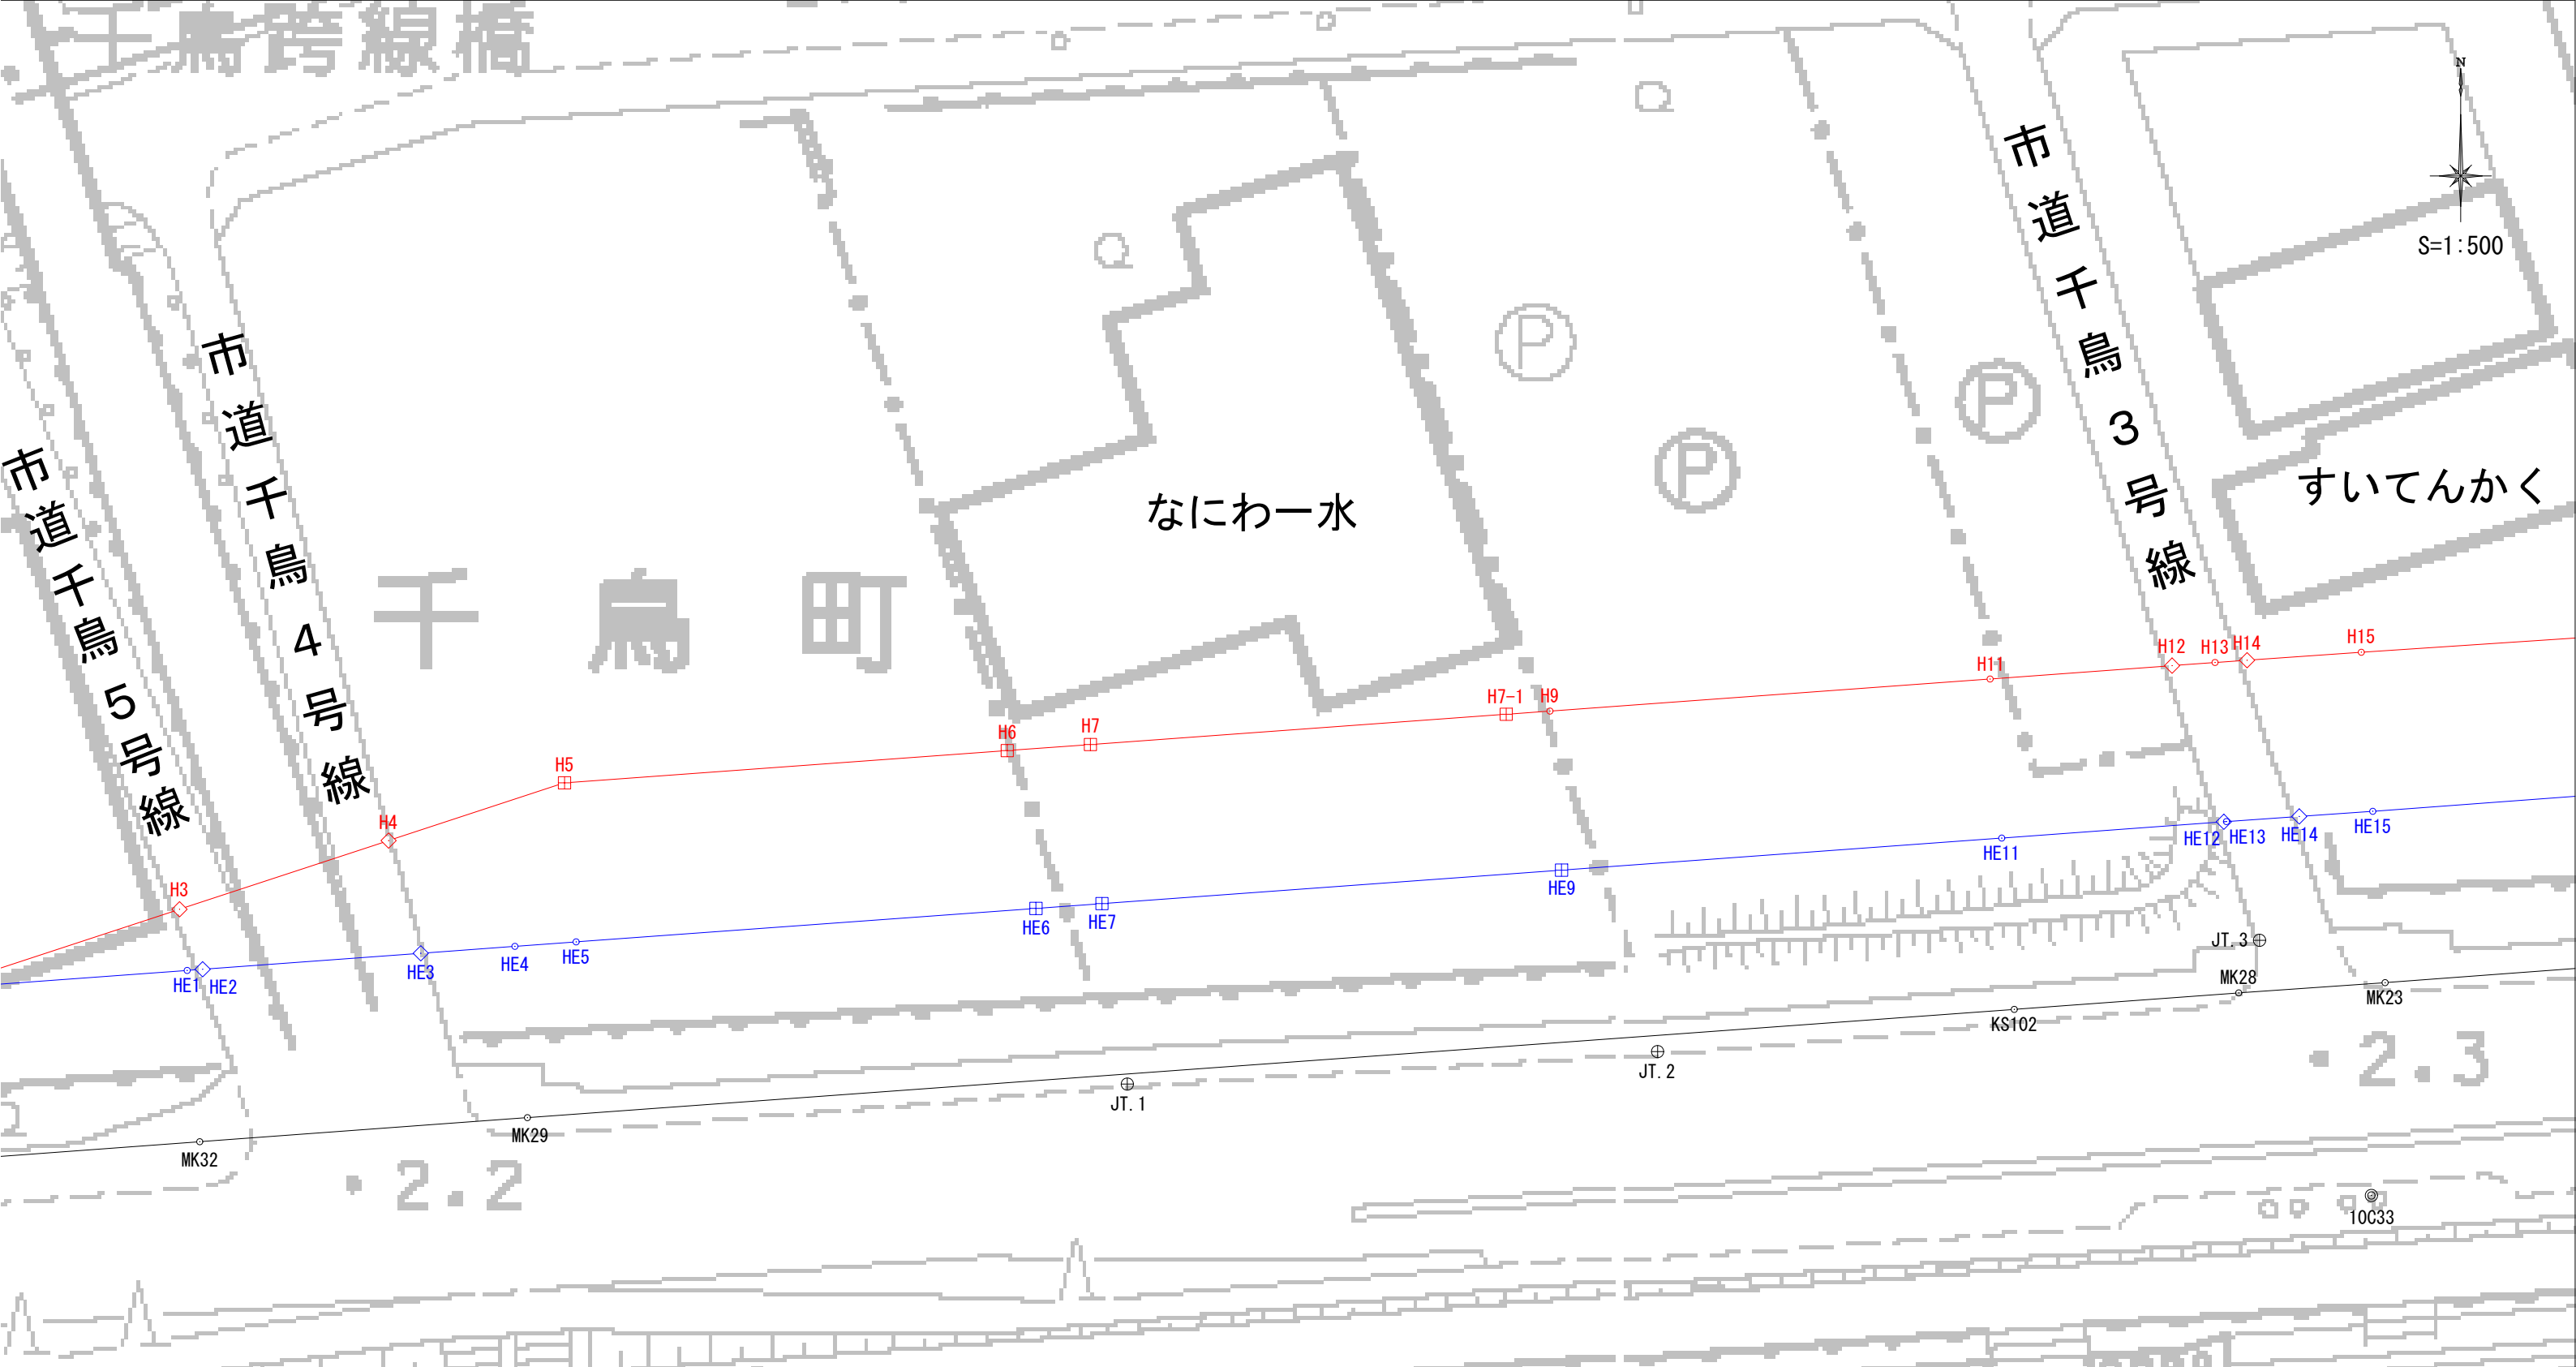 千鳥跨線橋
N
S=1:500
市道千鳥3号線
市道千鳥4号線
市道千鳥5号線
なにわ一水
すいてんかく
千鳥町
P
P
P
H3
H4
H5
H6
H7
H7-1
H9
H11
H12
H13
H14
H15
HE1
HE2
HE3
HE4
HE5
HE6
HE7
HE9
HE11
HE12
HE13
HE14
HE15
JT.3
MK28
MK23
KS102
JT.2
JT.1
MK29
MK32
2.3
2.2
10C33